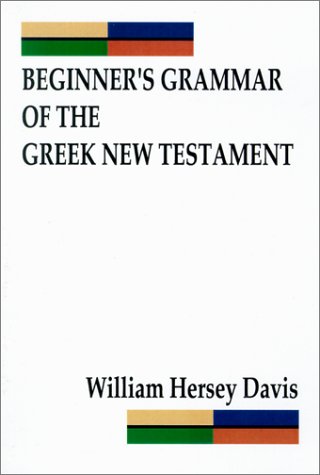 BEGINNER'S GRAMMAR
OF THE
GREEK NEW TESTAMENT
William Hersey Davis